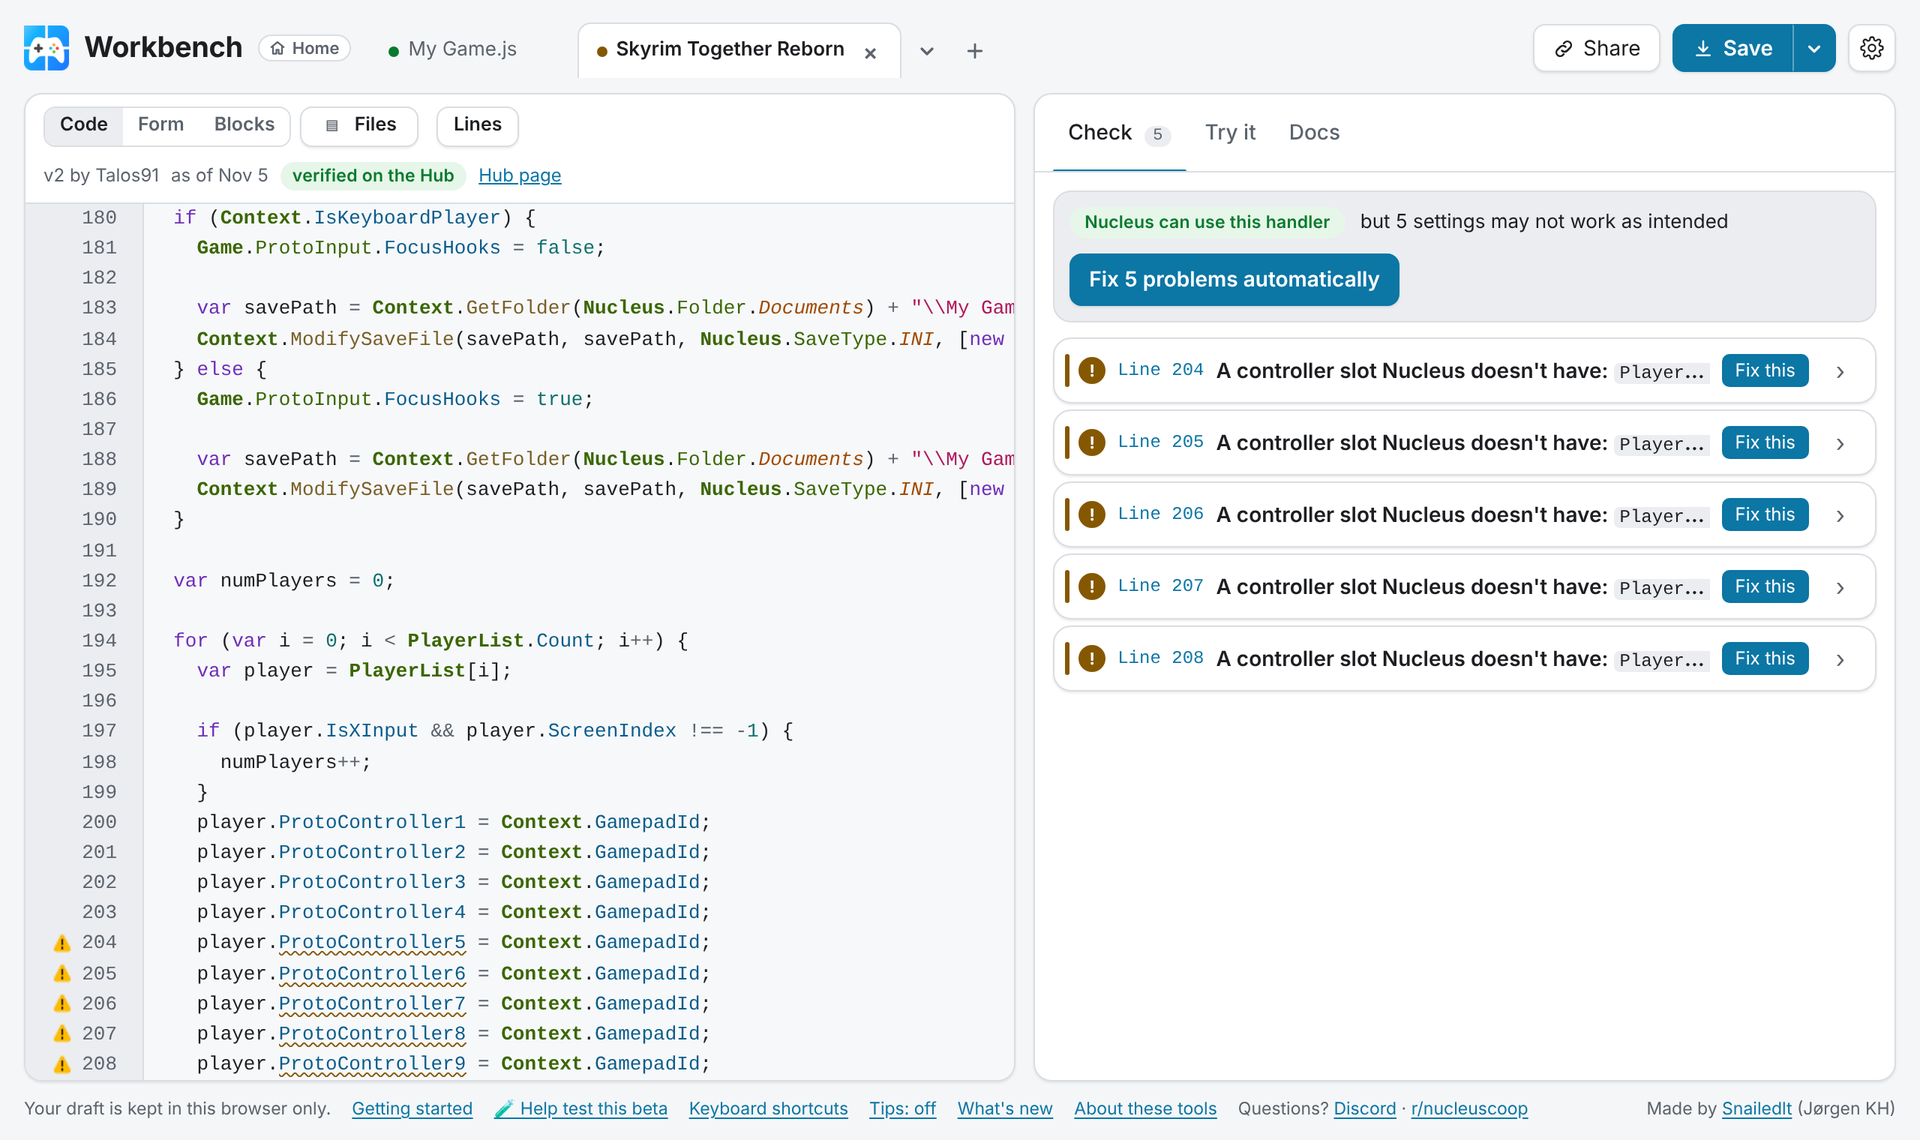 Workbench
Home
My Game.js
Skyrim Together Reborn ×
+
Share
Save
Code
Form
Blocks
Files
Lines
v2 by Talos91 as of Nov 5 verified on the Hub Hub page
180 if (Context.IsKeyboardPlayer) {
181 Game.ProtoInput.FocusHooks = false;
182
183 var savePath = Context.GetFolder(Nucleus.Folder.Documents) + "\\My Gam
184 Context.ModifySaveFile(savePath, savePath, Nucleus.SaveType.INI, [new
185 } else {
186 Game.ProtoInput.FocusHooks = true;
187
188 var savePath = Context.GetFolder(Nucleus.Folder.Documents) + "\\My Gam
189 Context.ModifySaveFile(savePath, savePath, Nucleus.SaveType.INI, [new
190 }
191
192 var numPlayers = 0;
193
194 for (var i = 0; i < PlayerList.Count; i++) {
195 var player = PlayerList[i];
196
197 if (player.IsXInput && player.ScreenIndex !== -1) {
198 numPlayers++;
199 }
200 player.ProtoController1 = Context.GamepadId;
201 player.ProtoController2 = Context.GamepadId;
202 player.ProtoController3 = Context.GamepadId;
203 player.ProtoController4 = Context.GamepadId;
204 player.ProtoController5 = Context.GamepadId;
205 player.ProtoController6 = Context.GamepadId;
206 player.ProtoController7 = Context.GamepadId;
207 player.ProtoController8 = Context.GamepadId;
208 player.ProtoController9 = Context.GamepadId;
Check 5
Try it
Docs
Nucleus can use this handler but 5 settings may not work as intended
Fix 5 problems automatically
! Line 204 A controller slot Nucleus doesn't have: Player... Fix this ›
! Line 205 A controller slot Nucleus doesn't have: Player... Fix this ›
! Line 206 A controller slot Nucleus doesn't have: Player... Fix this ›
! Line 207 A controller slot Nucleus doesn't have: Player... Fix this ›
! Line 208 A controller slot Nucleus doesn't have: Player... Fix this ›
Your draft is kept in this browser only. Getting started 🧪 Help test this beta Keyboard shortcuts Tips: off What's new About these tools Questions? Discord · r/nucleuscoop Made by SnailedIt (Jørgen KH)